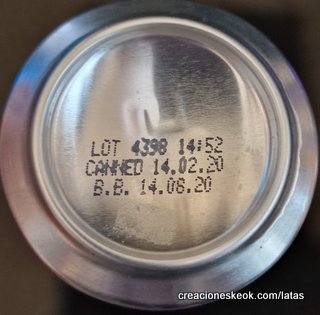 LOT 4398 14:52
CANNED 14.02.20
B.B. 14.08.20
creacioneskeok.com/latas